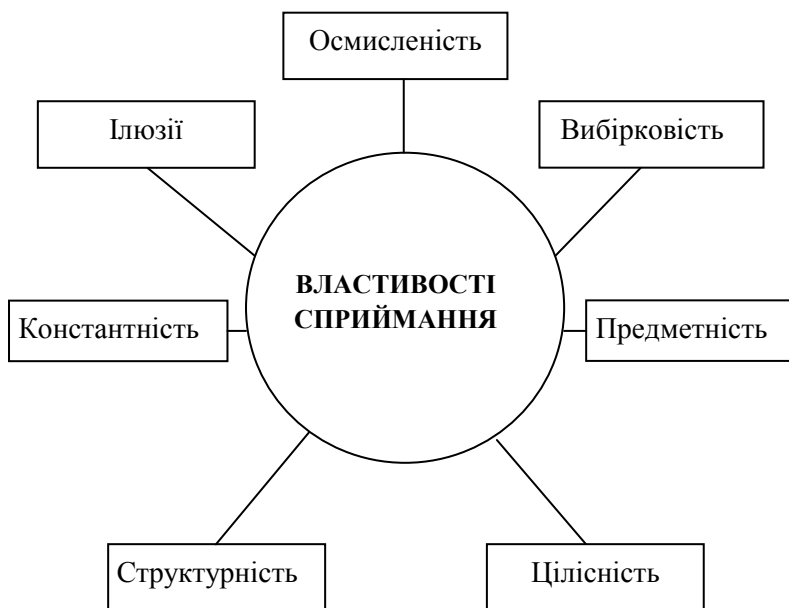 Осмисленість
Ілюзії
Вибірковість
ВЛАСТИВОСТІ
СПРИЙМАННЯ
Константність
Предметність
Структурність
Цілісність